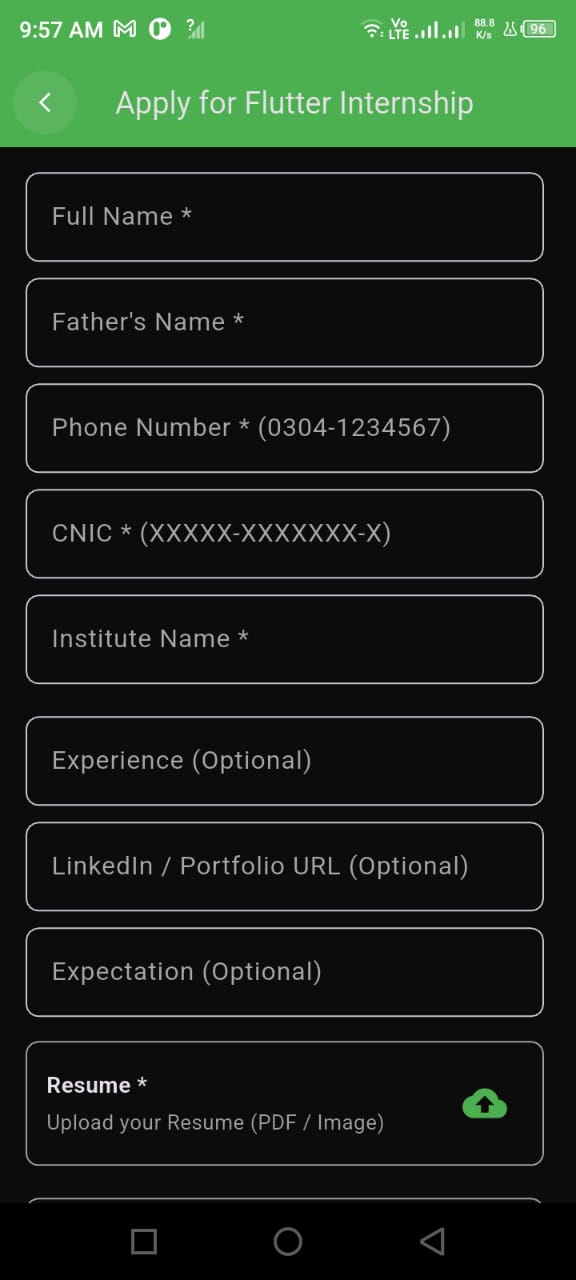 9:57 AM ? Vo LTE 88.8 K/s 96
Apply for Flutter Internship
Full Name *
Father's Name *
Phone Number * (0304-1234567)
CNIC * (XXXXX-XXXXXXX-X)
Institute Name *
Experience (Optional)
LinkedIn / Portfolio URL (Optional)
Expectation (Optional)
Resume *
Upload your Resume (PDF / Image)